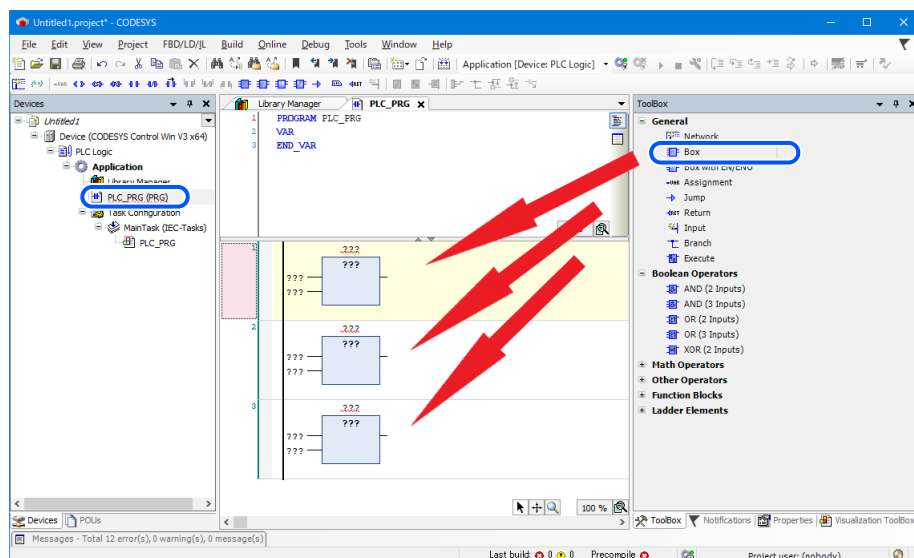 Untitled1.project* - CODESYS
File Edit View Project FBD/LD/IL Build Online Debug Tools Window Help
Application [Device: PLC Logic]
Devices
Untitled1
Device (CODESYS Control Win V3 x64)
PLC Logic
Application
Library Manager
PLC_PRG (PRG)
Task Configuration
MainTask (IEC-Tasks)
PLC_PRG
Devices POUs
Library Manager PLC_PRG
1 PROGRAM PLC_PRG
2 VAR
3 END_VAR
1
???
???
???
???
2
???
???
???
???
3
???
???
???
???
100 %
ToolBox
General
Network
Box
Box with EN/ENO
Assignment
Jump
Return
Input
Branch
Execute
Boolean Operators
AND (2 Inputs)
AND (3 Inputs)
OR (2 Inputs)
OR (3 Inputs)
XOR (2 Inputs)
Math Operators
Other Operators
Function Blocks
Ladder Elements
ToolBox Notifications Properties Visualization ToolBox
Messages - Total 12 error(s), 0 warning(s), 0 message(s)
Last build: 0 0 Precompile Project user: (nobody)